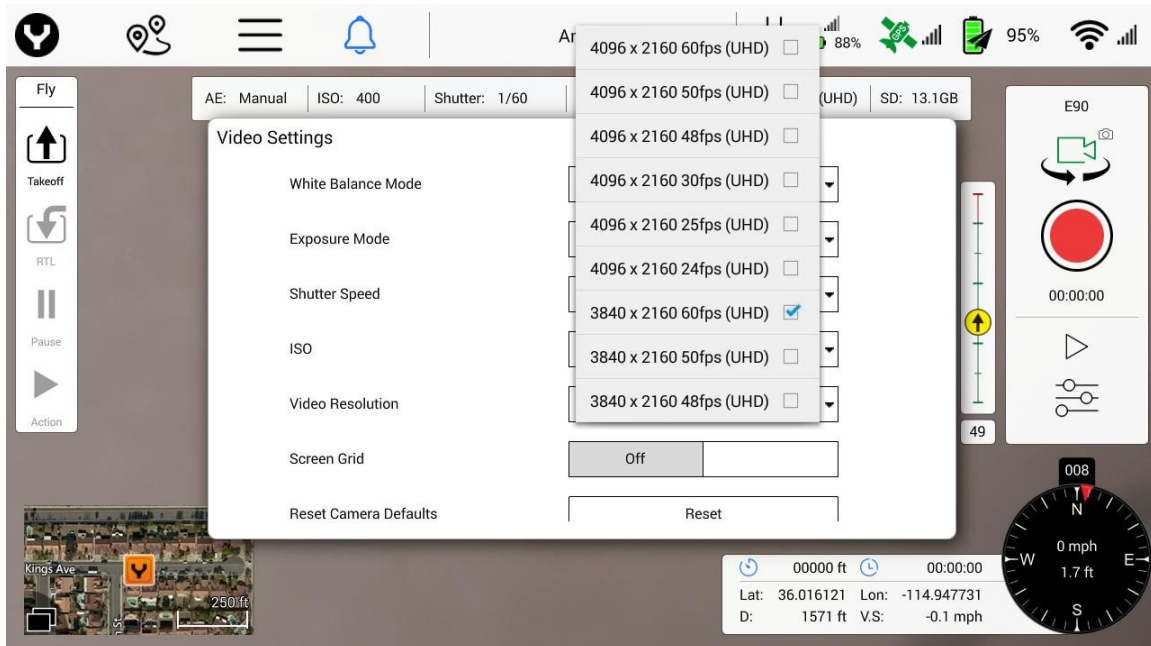 88%
GPS
95%
Fly
Takeoff
RTL
Pause
Action
AE: Manual ISO: 400 Shutter: 1/60 (UHD) SD: 13.1GB
Video Settings
White Balance Mode
Exposure Mode
Shutter Speed
ISO
Video Resolution
Screen Grid Off
Reset Camera Defaults Reset
4096 x 2160 60fps (UHD)
4096 x 2160 50fps (UHD)
4096 x 2160 48fps (UHD)
4096 x 2160 30fps (UHD)
4096 x 2160 25fps (UHD)
4096 x 2160 24fps (UHD)
3840 x 2160 60fps (UHD)
3840 x 2160 50fps (UHD)
3840 x 2160 48fps (UHD)
E90
00:00:00
49
008
N
W E
S
0 mph
1.7 ft
Kings Ave
250 ft
00000 ft 00:00:00
Lat: 36.016121 Lon: -114.947731
D: 1571 ft V.S: -0.1 mph